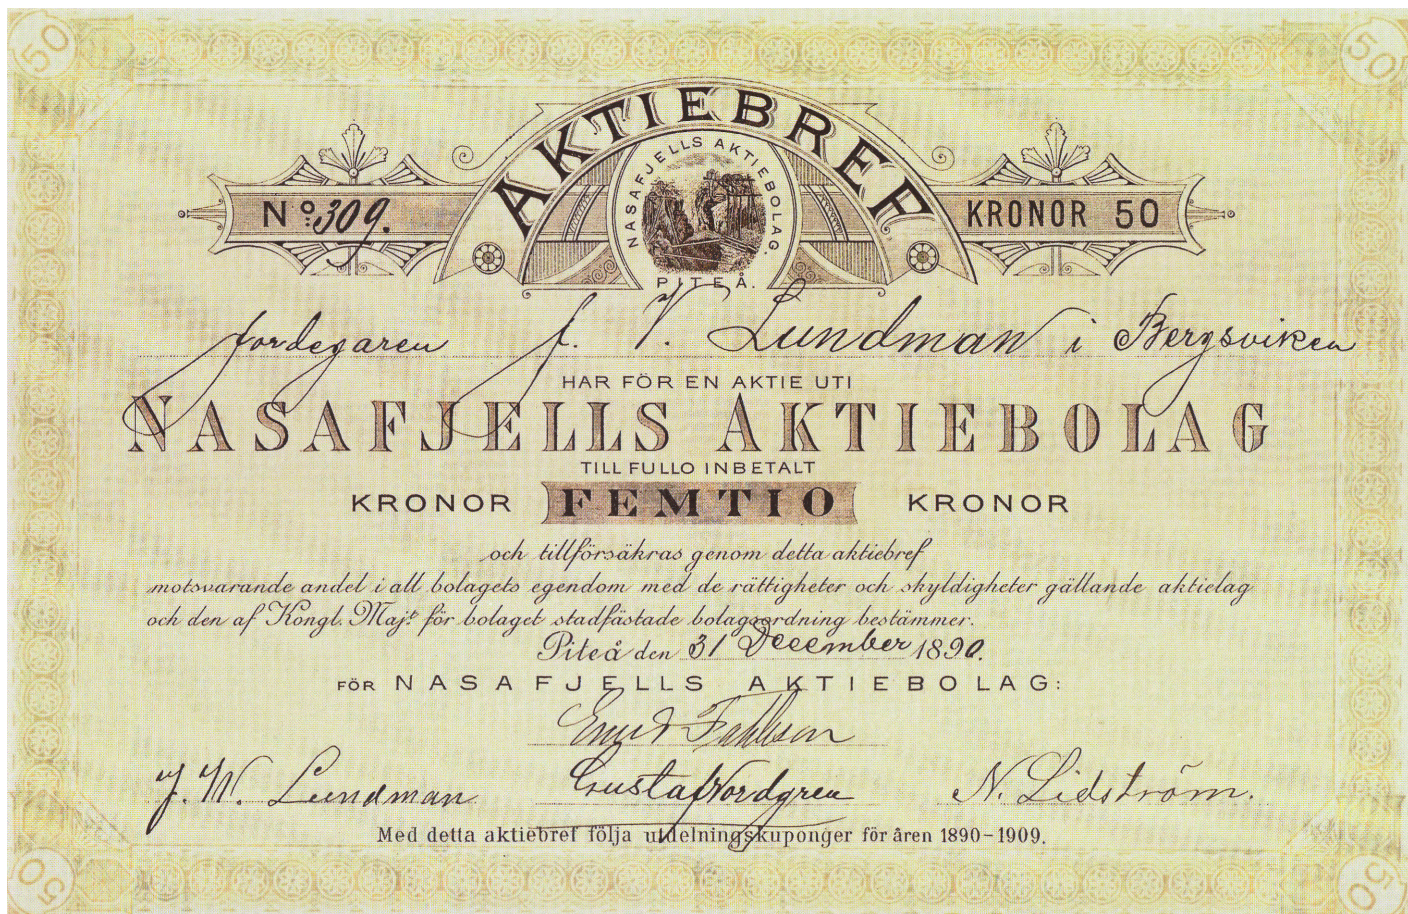 50
50
AKTIEBREF
No: 309.
NASAFJELLS AKTIEBOLAG.
PITEÅ.
KRONOR 50
Jordegaren J. V. Lundman i Bergsviken
HAR FÖR EN AKTIE UTI
NASAFJELLS AKTIEBOLAG
TILL FULLO INBETALT
KRONOR FEMTIO KRONOR
och tillförsäkras genom detta aktiebref
motsvarande andel i all bolagets egendom med de rättigheter och skyldigheter gällande aktielag
och den af Kongl. Maj:t för bolaget stadfästade bolagsordning bestämmer.
Piteå den 31 December 1890.
FÖR NASAFJELLS AKTIEBOLAG:
J. W. Lundman
Gustaf Nordgren
N. Lidström.
Med detta aktiebref följa utdelningskuponger för åren 1890-1909.
50
50